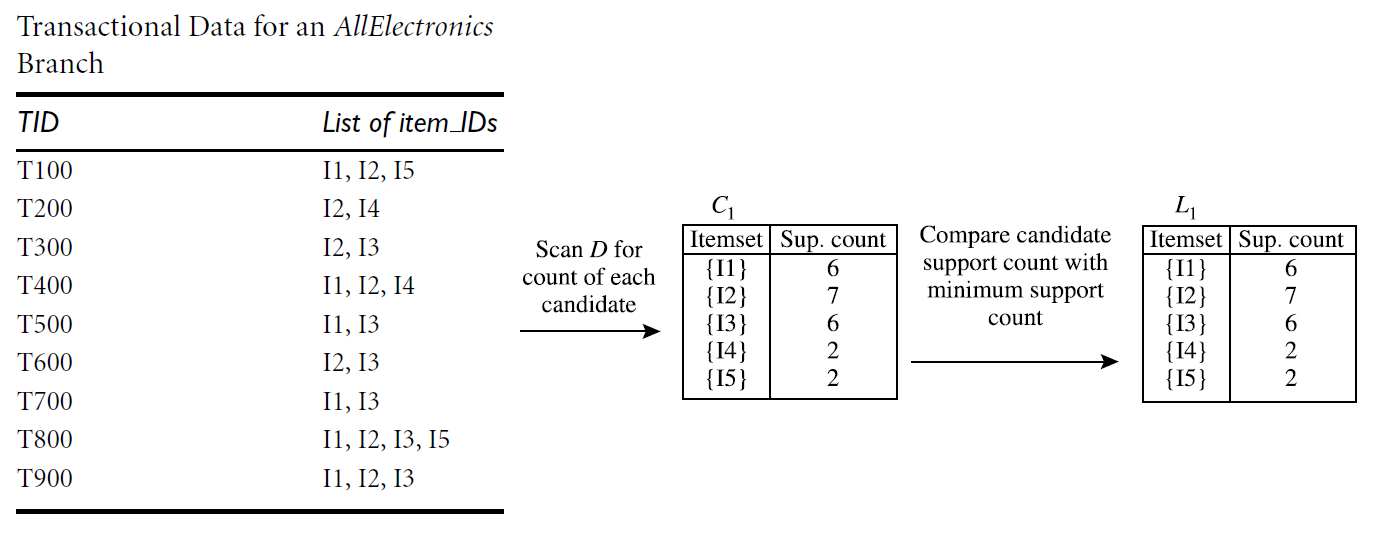 Transactional Data for an AllElectronics
Branch
TID List of item_IDs
T100 I1, I2, I5
T200 I2, I4
T300 I2, I3
T400 I1, I2, I4
T500 I1, I3
T600 I2, I3
T700 I1, I3
T800 I1, I2, I3, I5
T900 I1, I2, I3
Scan D for
count of each
candidate
C1
Itemset Sup. count
{I1} 6
{I2} 7
{I3} 6
{I4} 2
{I5} 2
Compare candidate
support count with
minimum support
count
L1
Itemset Sup. count
{I1} 6
{I2} 7
{I3} 6
{I4} 2
{I5} 2